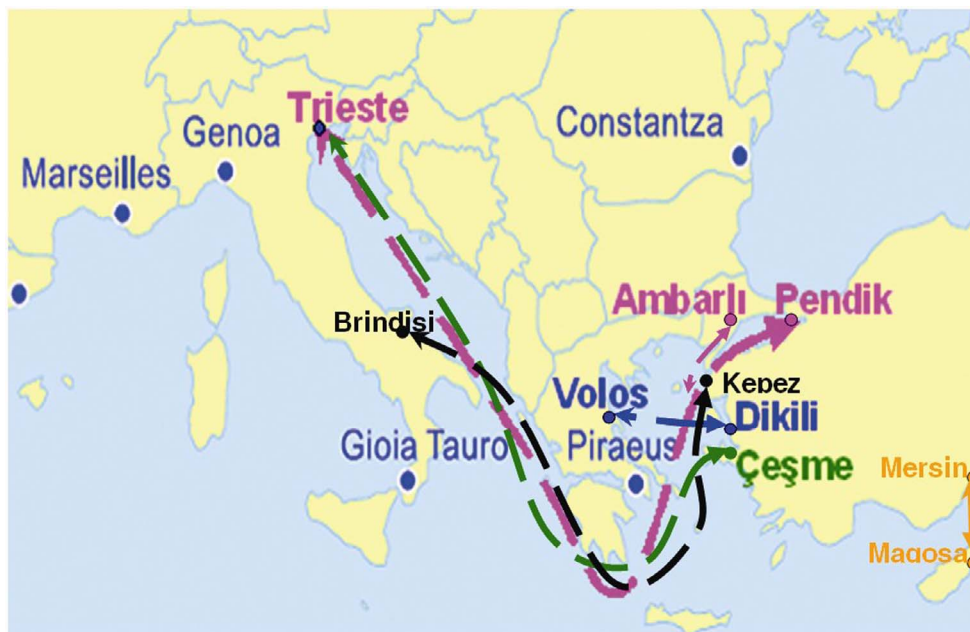 Trieste
Genoa
Constantza
Marseilles
Ambarlı
Pendik
Brindisi
Kepez
Volos
Dikili
Gioia Tauro
Piraeus
Çeşme
Mersin
Magosa